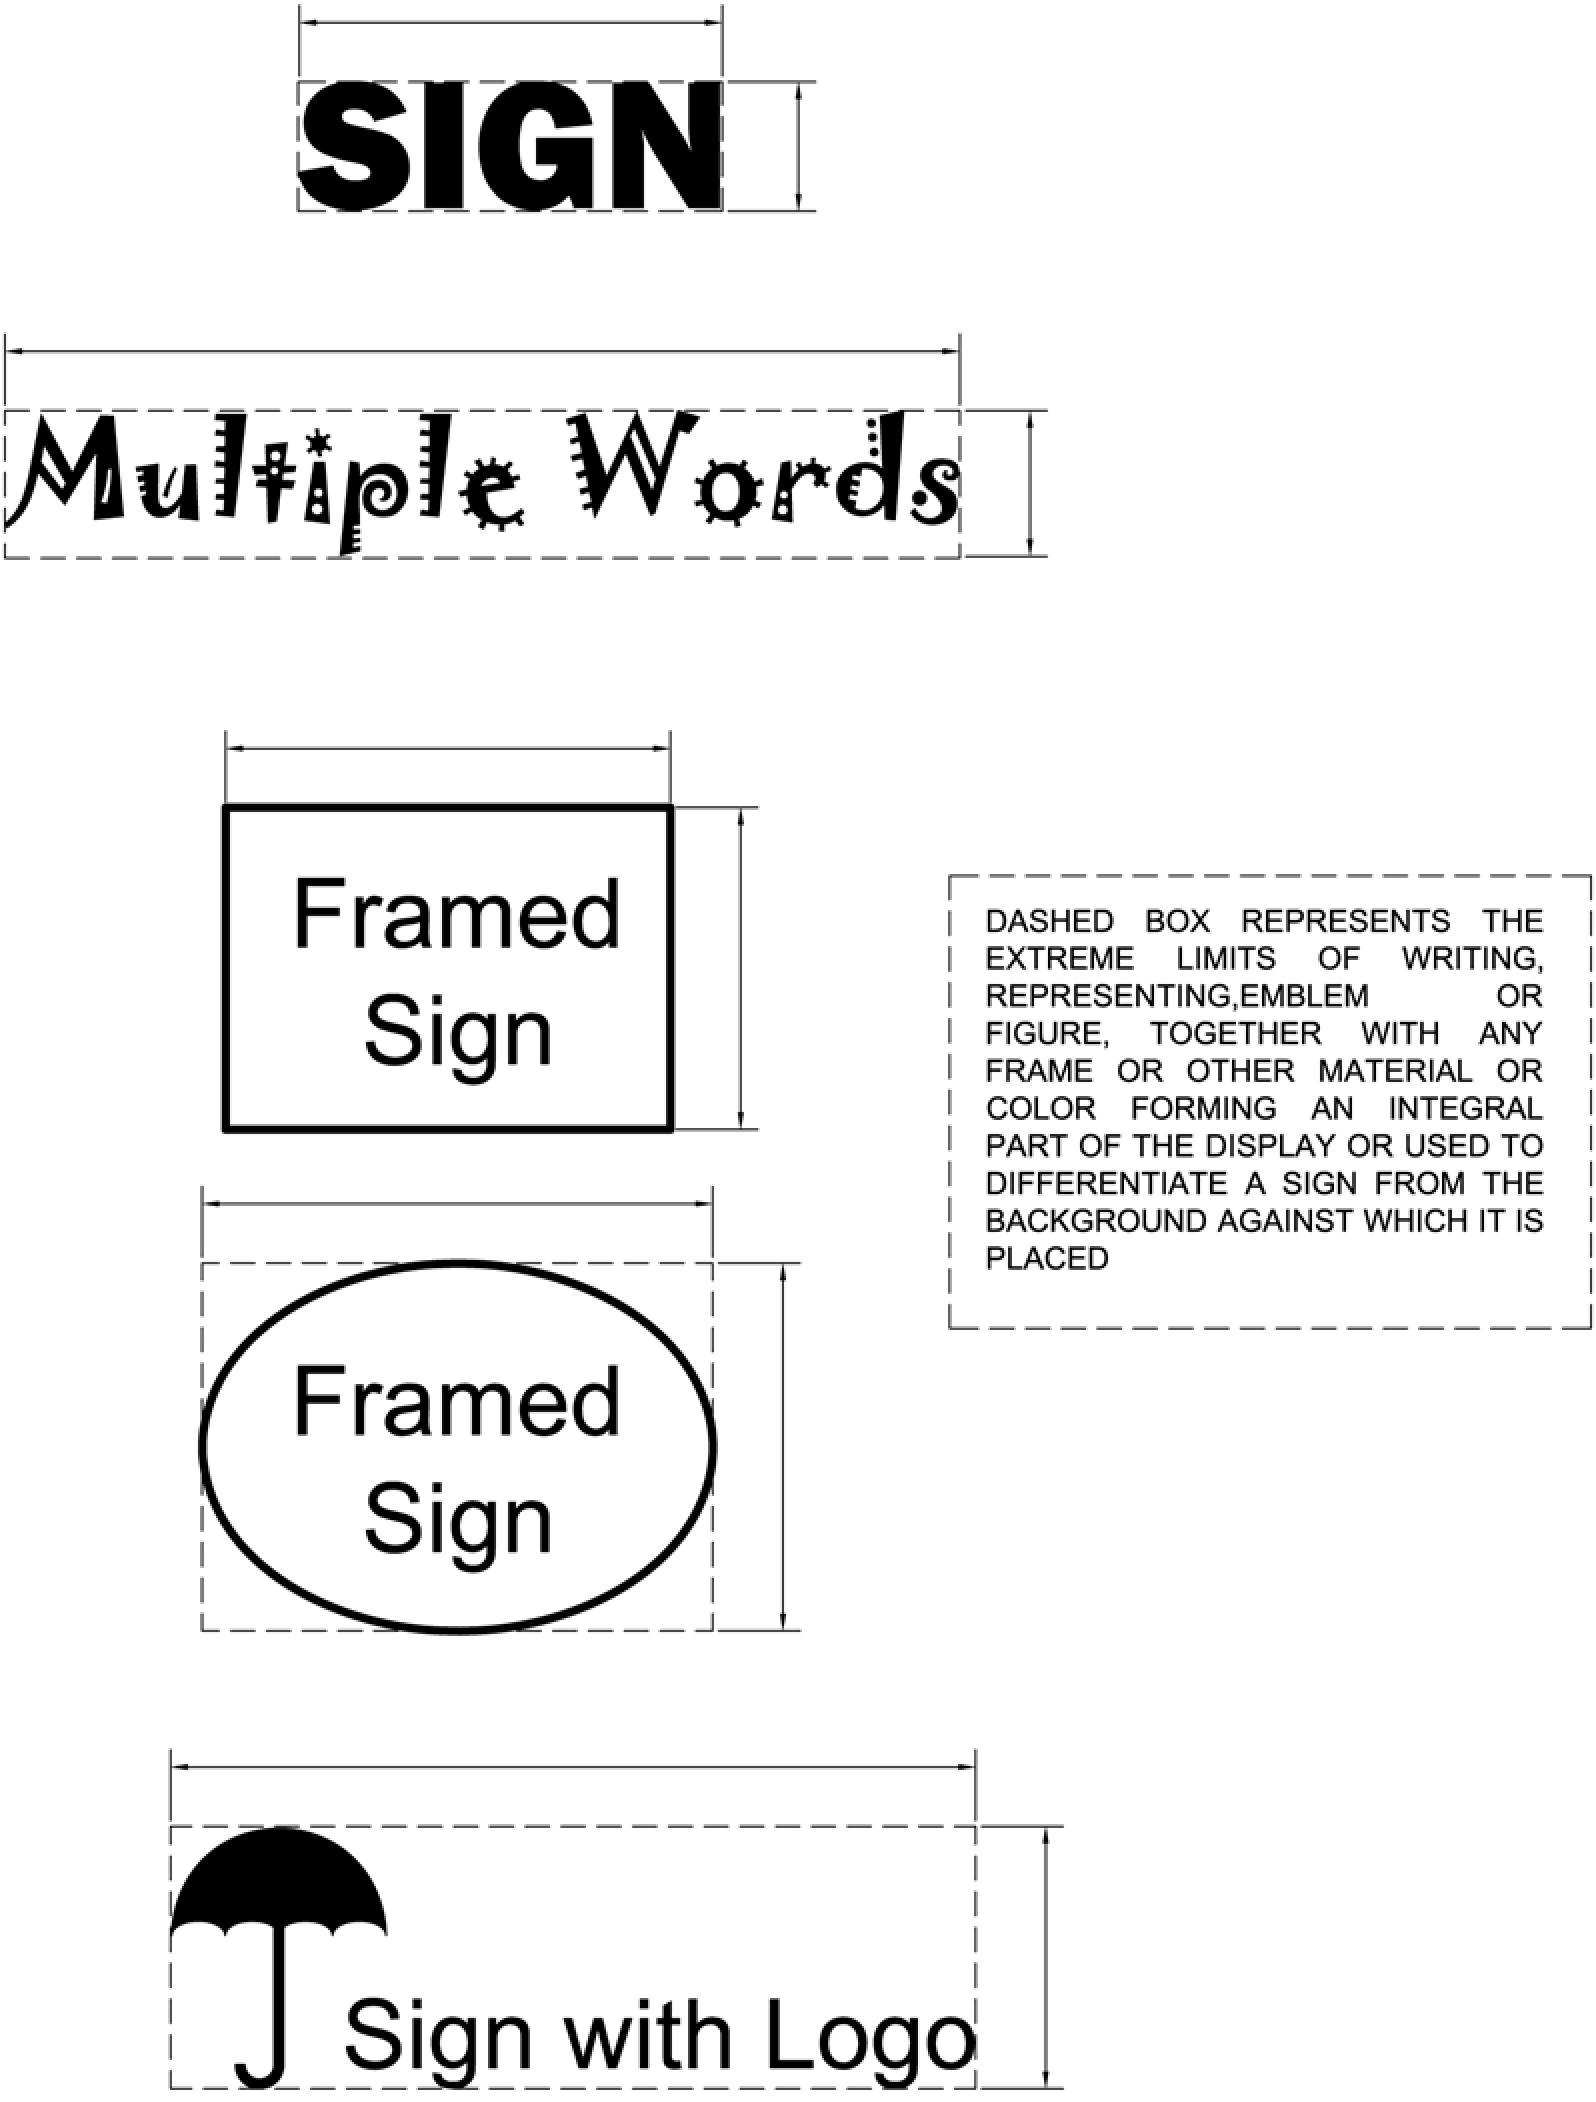 SIGN
Multiple Words
Framed
Sign
DASHED BOX REPRESENTS THE
EXTREME LIMITS OF WRITING,
REPRESENTING,EMBLEM OR
FIGURE, TOGETHER WITH ANY
FRAME OR OTHER MATERIAL OR
COLOR FORMING AN INTEGRAL
PART OF THE DISPLAY OR USED TO
DIFFERENTIATE A SIGN FROM THE
BACKGROUND AGAINST WHICH IT IS
PLACED
Framed
Sign
Sign with Logo